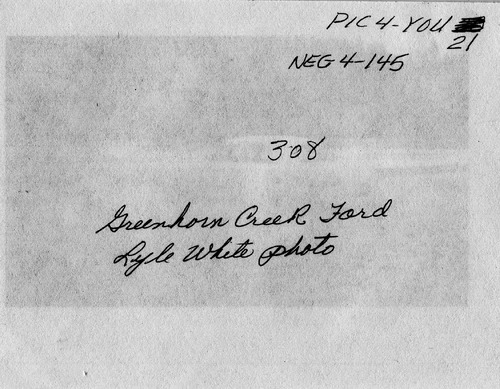 PIC 4-YOU
21
NEG 4-145
308
Greenhorn Creek Ford
Lyle White photo